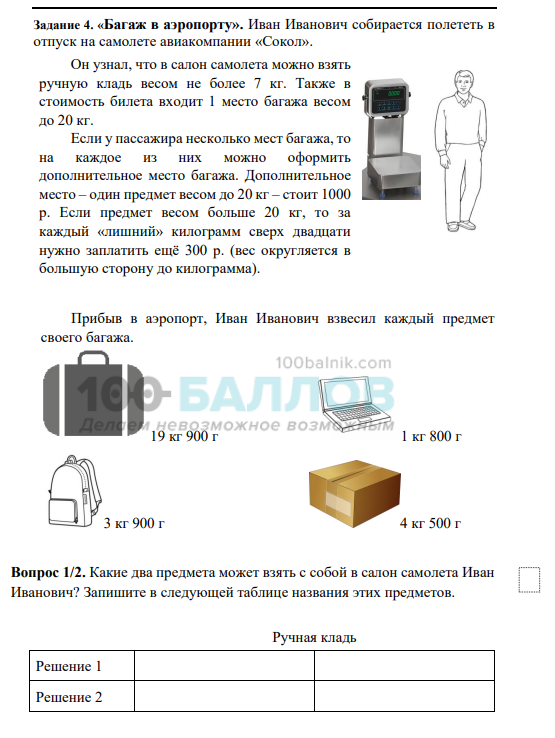 Задание 4. «Багаж в аэропорту». Иван Иванович собирается полететь в
отпуск на самолете авиакомпании «Сокол».
Он узнал, что в салон самолета можно взять
ручную кладь весом не более 7 кг. Также в
стоимость билета входит 1 место багажа весом
до 20 кг.
Если у пассажира несколько мест багажа, то
на каждое из них можно оформить
дополнительное место багажа. Дополнительное
место – один предмет весом до 20 кг – стоит 1000
р. Если предмет весом больше 20 кг, то за
каждый «лишний» килограмм сверх двадцати
нужно заплатить ещё 300 р. (вес округляется в
большую сторону до килограмма).
Прибыв в аэропорт, Иван Иванович взвесил каждый предмет
своего багажа.
100balnik.com
100-БАЛЛОВ
Делаем невозможное возможным
19 кг 900 г
1 кг 800 г
3 кг 900 г
4 кг 500 г
Вопрос 1/2. Какие два предмета может взять с собой в салон самолета Иван
Иванович? Запишите в следующей таблице названия этих предметов.
Ручная кладь
Решение 1
Решение 2